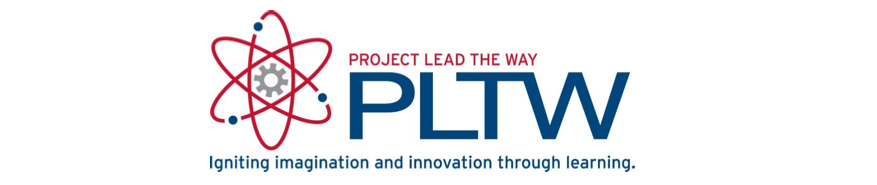 PROJECT LEAD THE WAY
PLTW
Igniting imagination and innovation through learning.